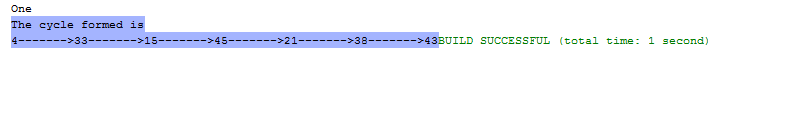 One
The cycle formed is
4------->33------->15------->45------->21------->38------->43BUILD SUCCESSFUL (total time: 1 second)